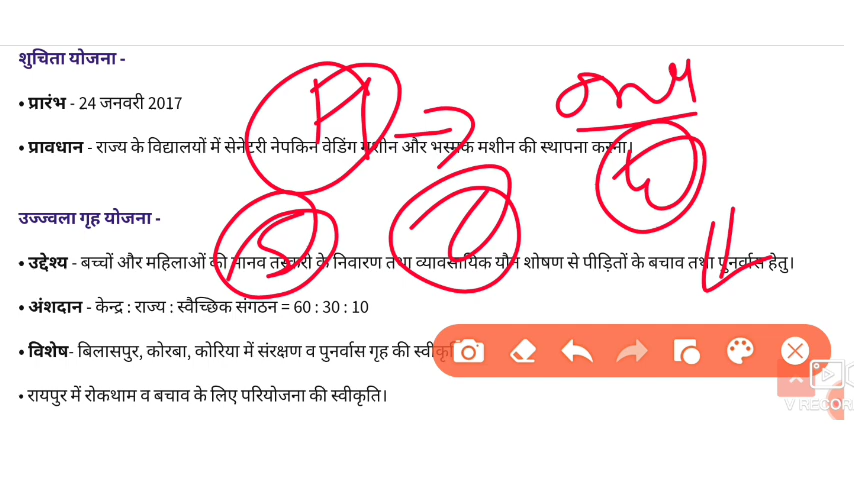 शुचिता योजना -
• प्रारंभ - 24 जनवरी 2017
• प्रावधान - राज्य के विद्यालयों में सेनेटरी नेपकिन वेडिंग मशीन और भस्मक मशीन की स्थापना करना।
उज्ज्वला गृह योजना -
• उद्देश्य - बच्चों और महिलाओं की मानव तस्करी के निवारण तथा व्यावसायिक यौन शोषण से पीड़ितों के बचाव तथा पुनर्वास हेतु।
• अंशदान - केन्द्र : राज्य : स्वैच्छिक संगठन = 60 : 30 : 10
• विशेष- बिलासपुर, कोरबा, कोरिया में संरक्षण व पुनर्वास गृह की
• रायपुर में रोकथाम व बचाव के लिए परियोजना की स्वीकृति।
V RECOR